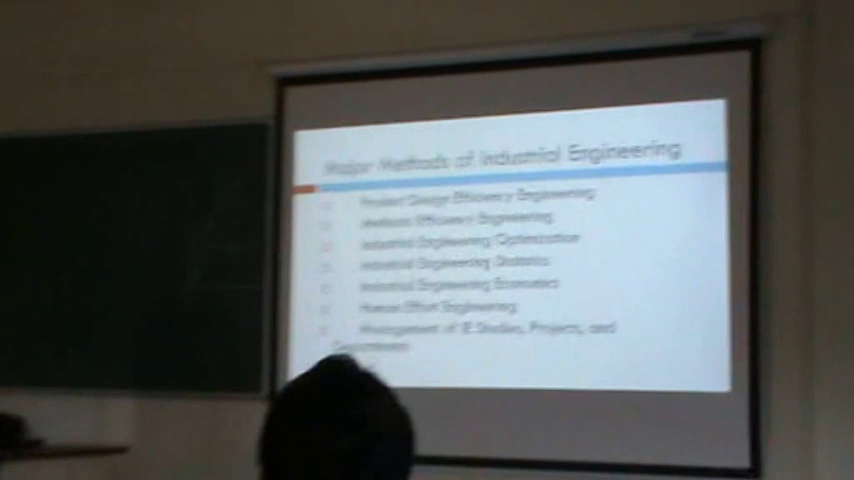 Major Methods of Industrial Engineering
Product Design Efficiency Engineering
Methods Efficiency Engineering
Industrial Engineering Optimization
Industrial Engineering Statistics
Industrial Engineering Economics
Human Effort Engineering
Management of IE Studies, Projects, and